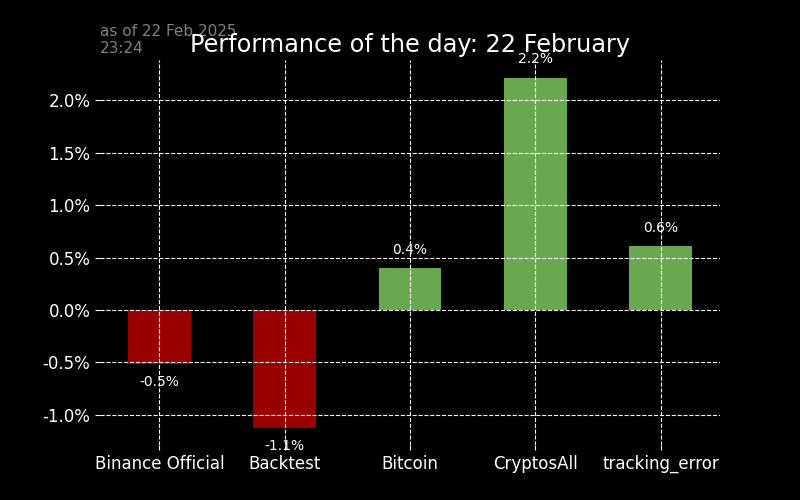 as of 22 Feb 2025
23:24
Performance of the day: 22 February
2.2%
2.0%
1.5%
1.0%
0.6%
0.5%
0.4%
0.0%
-0.5%
-0.5%
-1.0%
-1.1%
Binance Official
Backtest
Bitcoin
CryptosAll
tracking_error